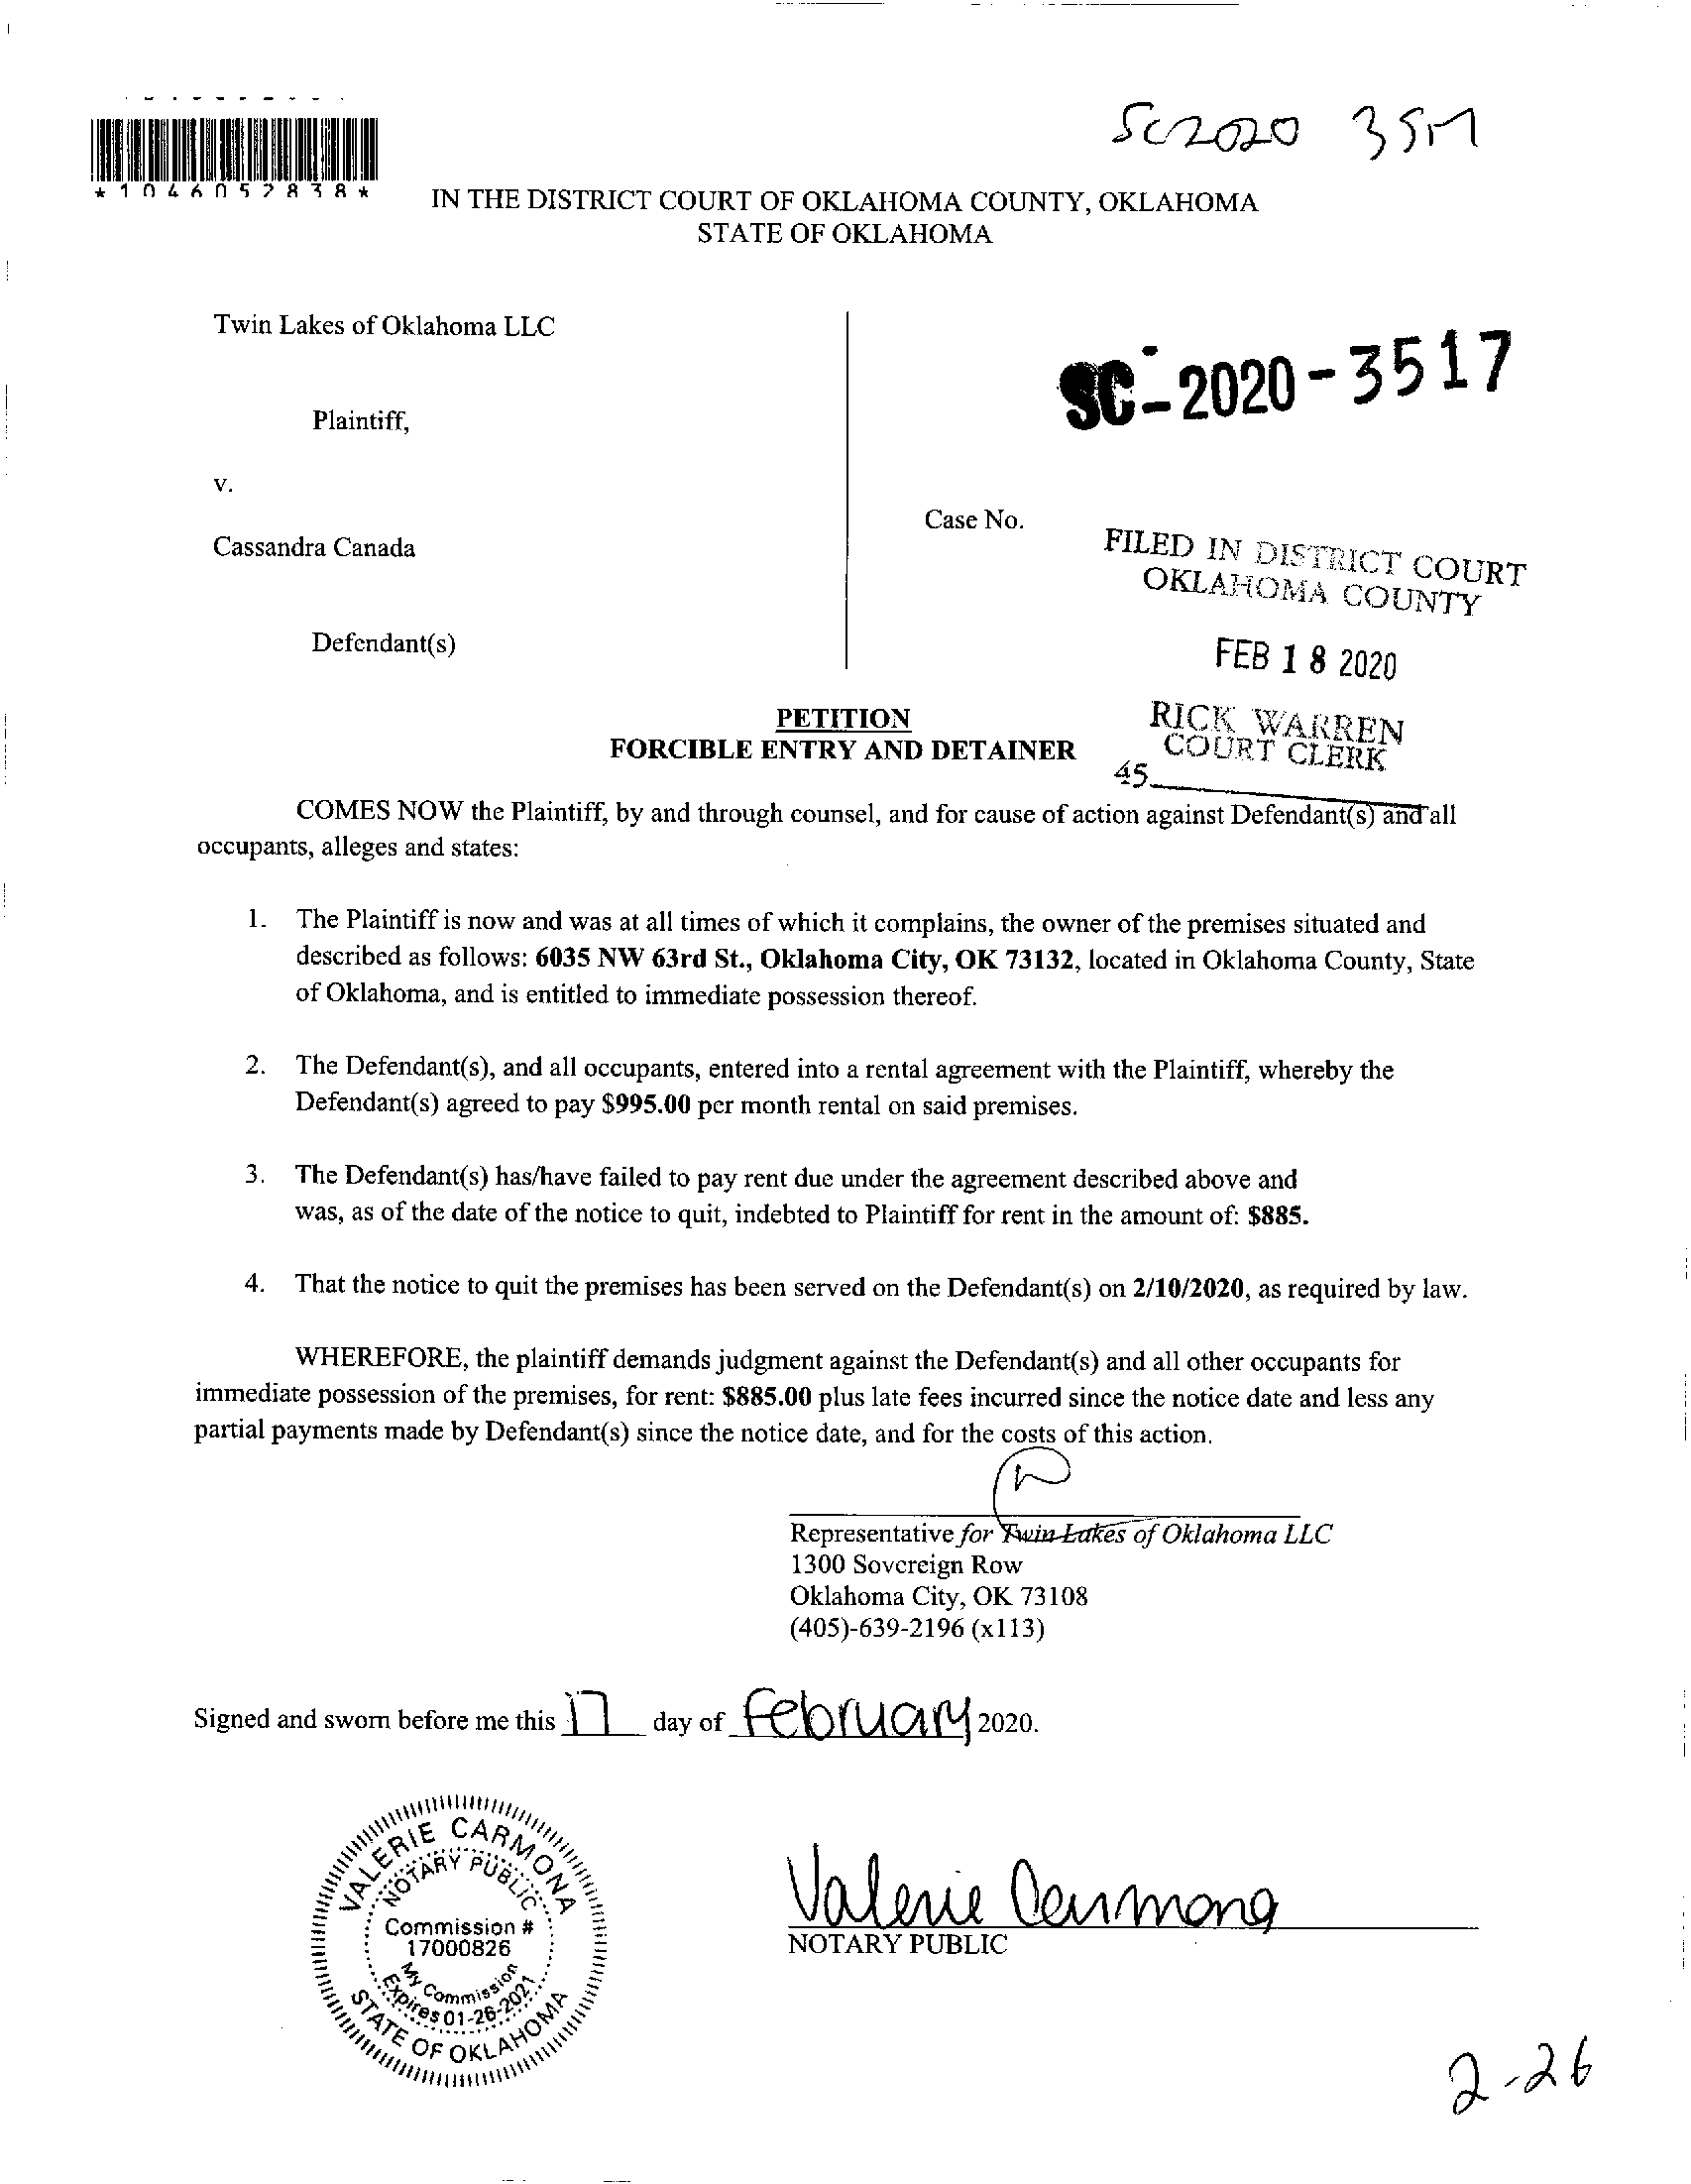 SC2020 3517
*1046052838*
IN THE DISTRICT COURT OF OKLAHOMA COUNTY, OKLAHOMA
STATE OF OKLAHOMA
Twin Lakes of Oklahoma LLC
SC-2020-3517
Plaintiff,
v.
Case No.
Cassandra Canada
FILED IN DISTRICT COURT
OKLAHOMA COUNTY
Defendant(s)
FEB 18 2020
PETITION
RICK WARREN
FORCIBLE ENTRY AND DETAINER
COURT CLERK
45
COMES NOW the Plaintiff, by and through counsel, and for cause of action against Defendant(s) and all
occupants, alleges and states:
1. The Plaintiff is now and was at all times of which it complains, the owner of the premises situated and
described as follows: 6035 NW 63rd St., Oklahoma City, OK 73132, located in Oklahoma County, State
of Oklahoma, and is entitled to immediate possession thereof.
2. The Defendant(s), and all occupants, entered into a rental agreement with the Plaintiff, whereby the
Defendant(s) agreed to pay $995.00 per month rental on said premises.
3. The Defendant(s) has/have failed to pay rent due under the agreement described above and
was, as of the date of the notice to quit, indebted to Plaintiff for rent in the amount of: $885.
4. That the notice to quit the premises has been served on the Defendant(s) on 2/10/2020, as required by law.
WHEREFORE, the plaintiff demands judgment against the Defendant(s) and all other occupants for
immediate possession of the premises, for rent: $885.00 plus late fees incurred since the notice date and less any
partial payments made by Defendant(s) since the notice date, and for the costs of this action.
Representative for Twin Lakes of Oklahoma LLC
1300 Sovereign Row
Oklahoma City, OK 73108
(405)-639-2196 (x113)
Signed and sworn before me this 17 day of February 2020.
VALERIE CARMONA
NOTARY PUBLIC
Commission #
17000826
My Commission
Expires 01-26-2021
STATE OF OKLAHOMA
Valerie Carmona
NOTARY PUBLIC
2-26